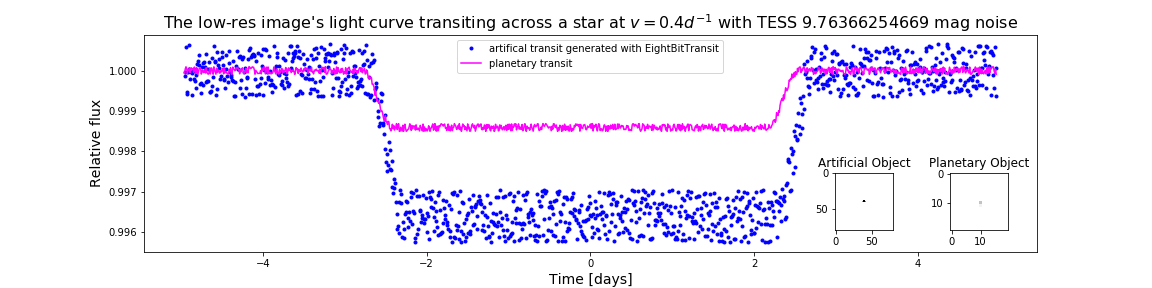 The low-res image's light curve transiting across a star at v = 0.4d⁻¹ with TESS 9.76366254669 mag noise
artifical transit generated with EightBitTransit
planetary transit
Relative flux
1.000
0.999
0.998
0.997
0.996
Artificial Object
0
50
0 50
Planetary Object
0
10
0 10
−4 −2 0 2 4
Time [days]